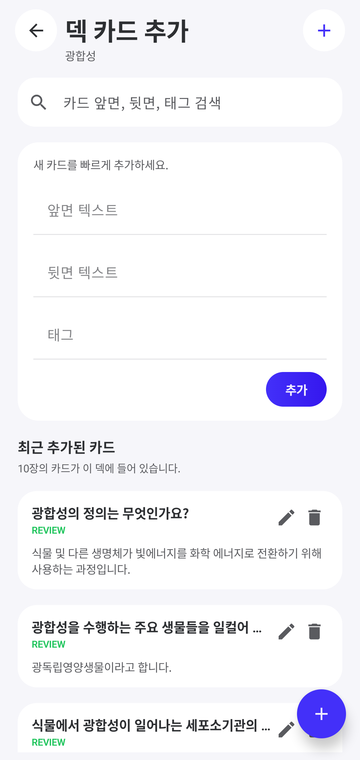 덱 카드 추가
광합성
카드 앞면, 뒷면, 태그 검색
새 카드를 빠르게 추가하세요.
앞면 텍스트
뒷면 텍스트
태그
추가
최근 추가된 카드
10장의 카드가 이 덱에 들어 있습니다.
광합성의 정의는 무엇인가요?
REVIEW
식물 및 다른 생명체가 빛에너지를 화학 에너지로 전환하기 위해
사용하는 과정입니다.
광합성을 수행하는 주요 생물들을 일컬어 ...
REVIEW
광독립영양생물이라고 합니다.
식물에서 광합성이 일어나는 세포소기관의 ...
REVIEW